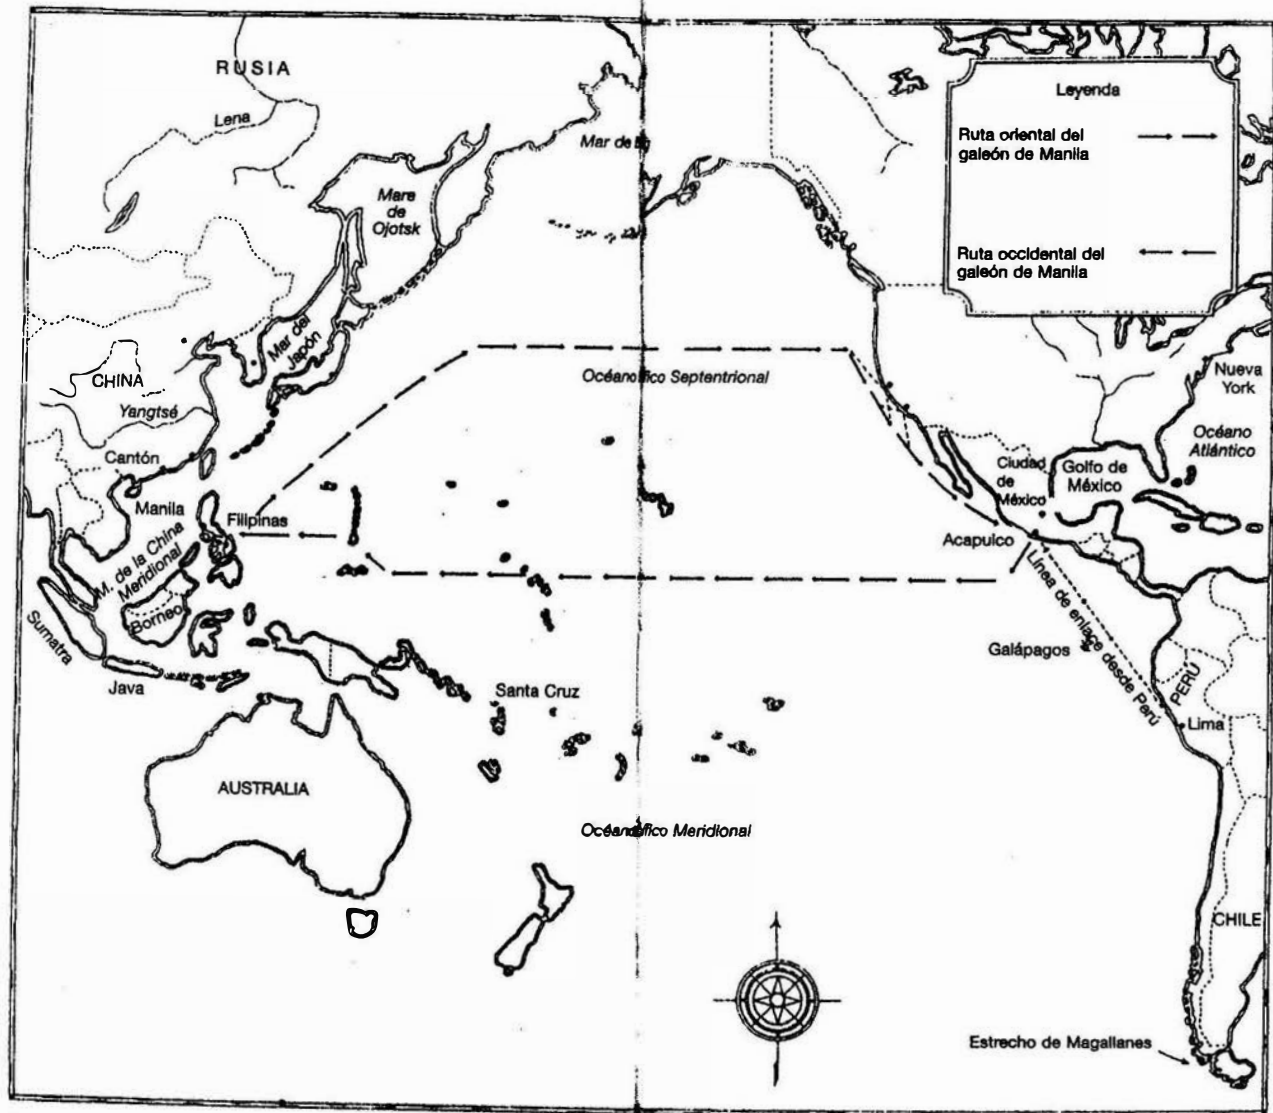 RUSIA
Lena
Mare
de
Ojotsk
Mar de
Leyenda
Ruta oriental del
galeón de Manila
Ruta occidental del
galeón de Manila
Mar del
Japón
CHINA
Yangtsé
Cantón
Manila
Filipinas
M. de la China
Meridional
Borneo
Sumatra
Java
Santa Cruz
AUSTRALIA
Septentrional
Meridional
Nueva
York
Océano
Atlántico
Ciudad
de
México
Golfo de
México
Acapulco
Línea de enlace desde Perú
Galápagos
PERÚ
Lima
CHILE
Estrecho de Magallanes